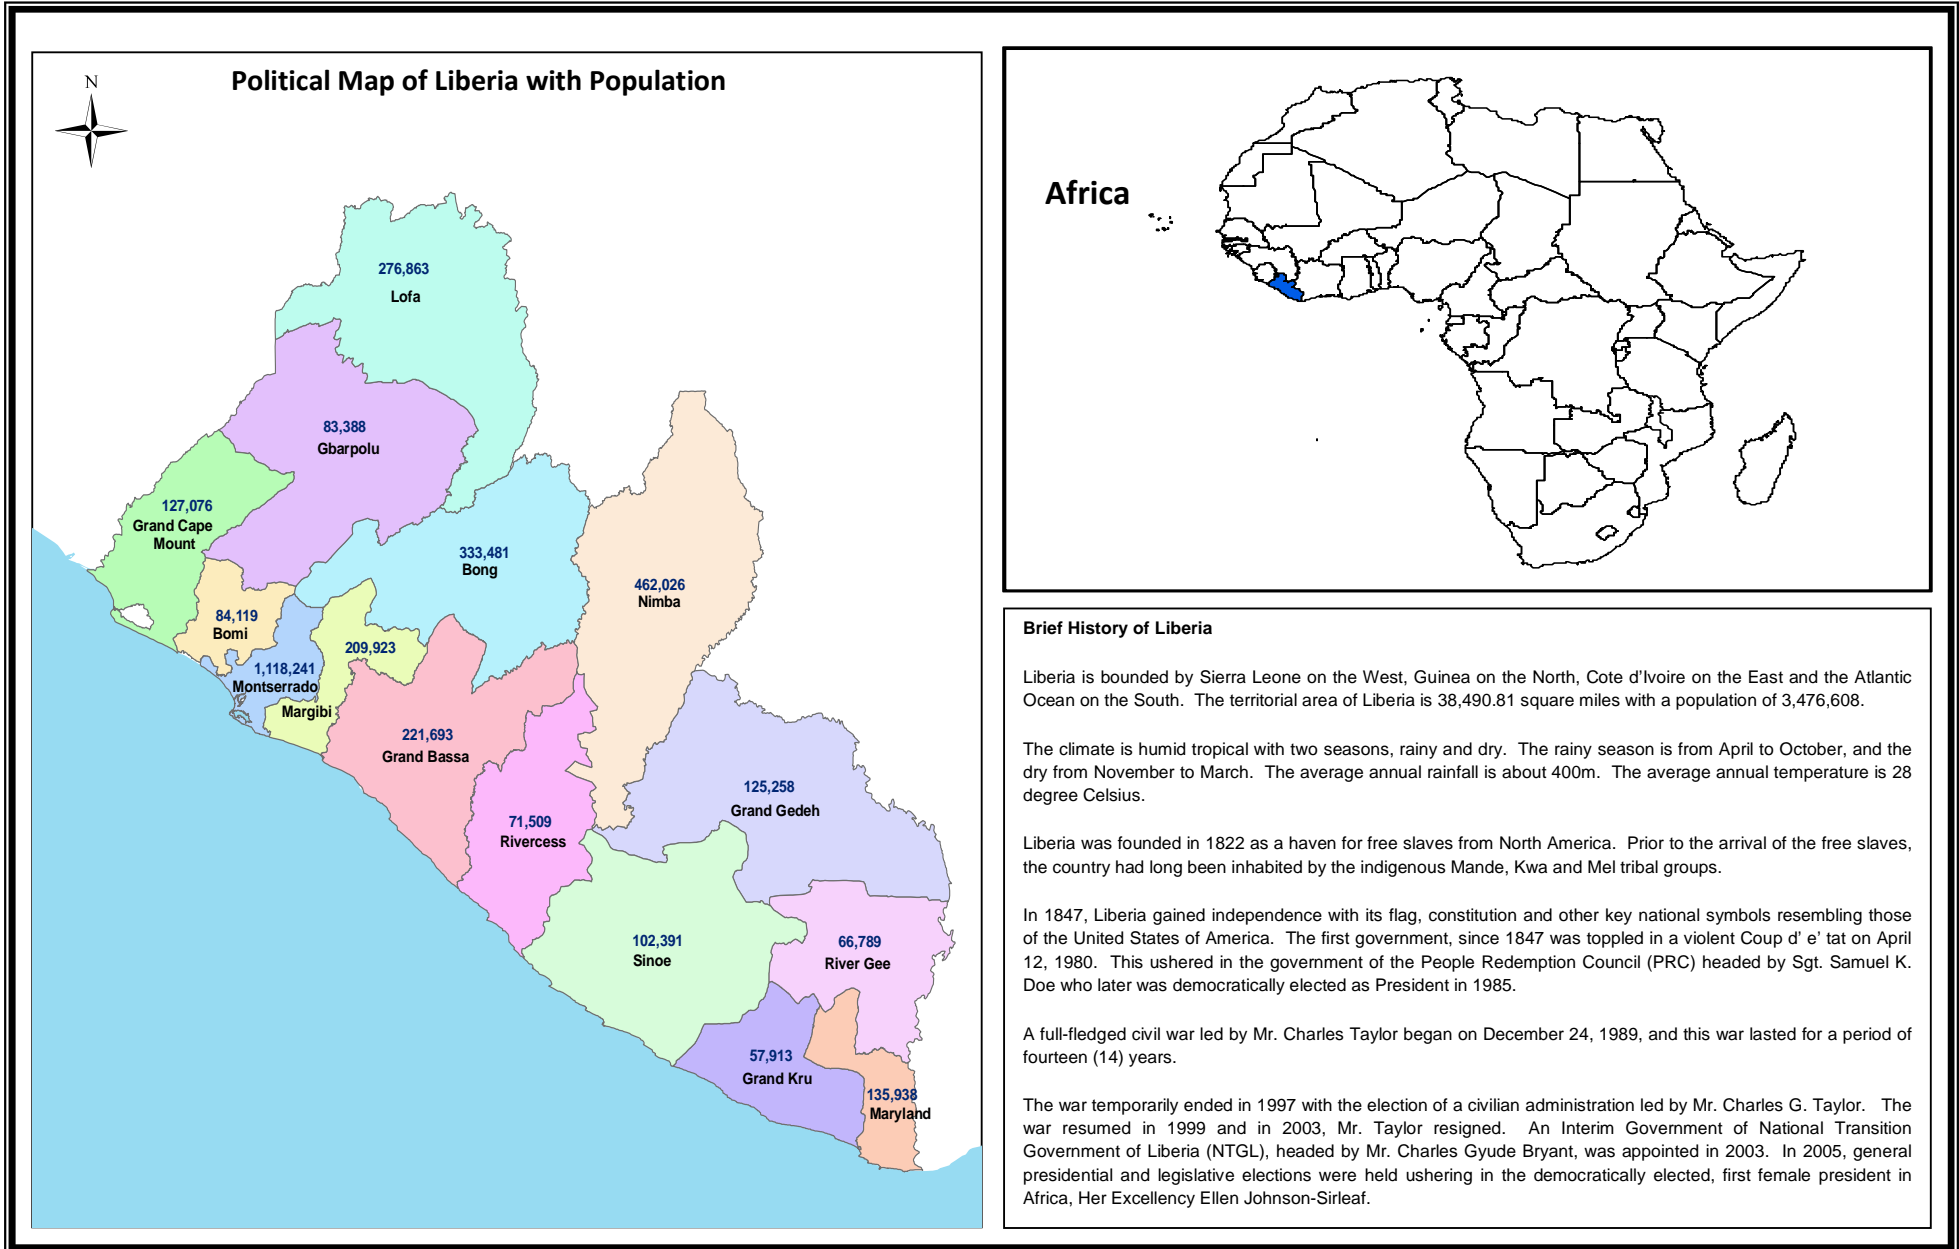 Political Map of Liberia with Population
N
276,863
Lofa
83,388
Gbarpolu
127,076
Grand Cape
Mount
333,481
Bong
462,026
Nimba
84,119
Bomi
209,923
1,118,241
Montserrado
Margibi
221,693
Grand Bassa
125,258
Grand Gedeh
71,509
Rivercess
102,391
Sinoe
66,789
River Gee
57,913
Grand Kru
135,938
Maryland
Africa
Brief History of Liberia
Liberia is bounded by Sierra Leone on the West, Guinea on the North, Cote d'Ivoire on the East and the Atlantic
Ocean on the South. The territorial area of Liberia is 38,490.81 square miles with a population of 3,476,608.
The climate is humid tropical with two seasons, rainy and dry. The rainy season is from April to October, and the
dry from November to March. The average annual rainfall is about 400m. The average annual temperature is 28
degree Celsius.
Liberia was founded in 1822 as a haven for free slaves from North America. Prior to the arrival of the free slaves,
the country had long been inhabited by the indigenous Mande, Kwa and Mel tribal groups.
In 1847, Liberia gained independence with its flag, constitution and other key national symbols resembling those
of the United States of America. The first government, since 1847 was toppled in a violent Coup d' e' tat on April
12, 1980. This ushered in the government of the People Redemption Council (PRC) headed by Sgt. Samuel K.
Doe who later was democratically elected as President in 1985.
A full-fledged civil war led by Mr. Charles Taylor began on December 24, 1989, and this war lasted for a period of
fourteen (14) years.
The war temporarily ended in 1997 with the election of a civilian administration led by Mr. Charles G. Taylor. The
war resumed in 1999 and in 2003, Mr. Taylor resigned. An Interim Government of National Transition
Government of Liberia (NTGL), headed by Mr. Charles Gyude Bryant, was appointed in 2003. In 2005, general
presidential and legislative elections were held ushering in the democratically elected, first female president in
Africa, Her Excellency Ellen Johnson-Sirleaf.